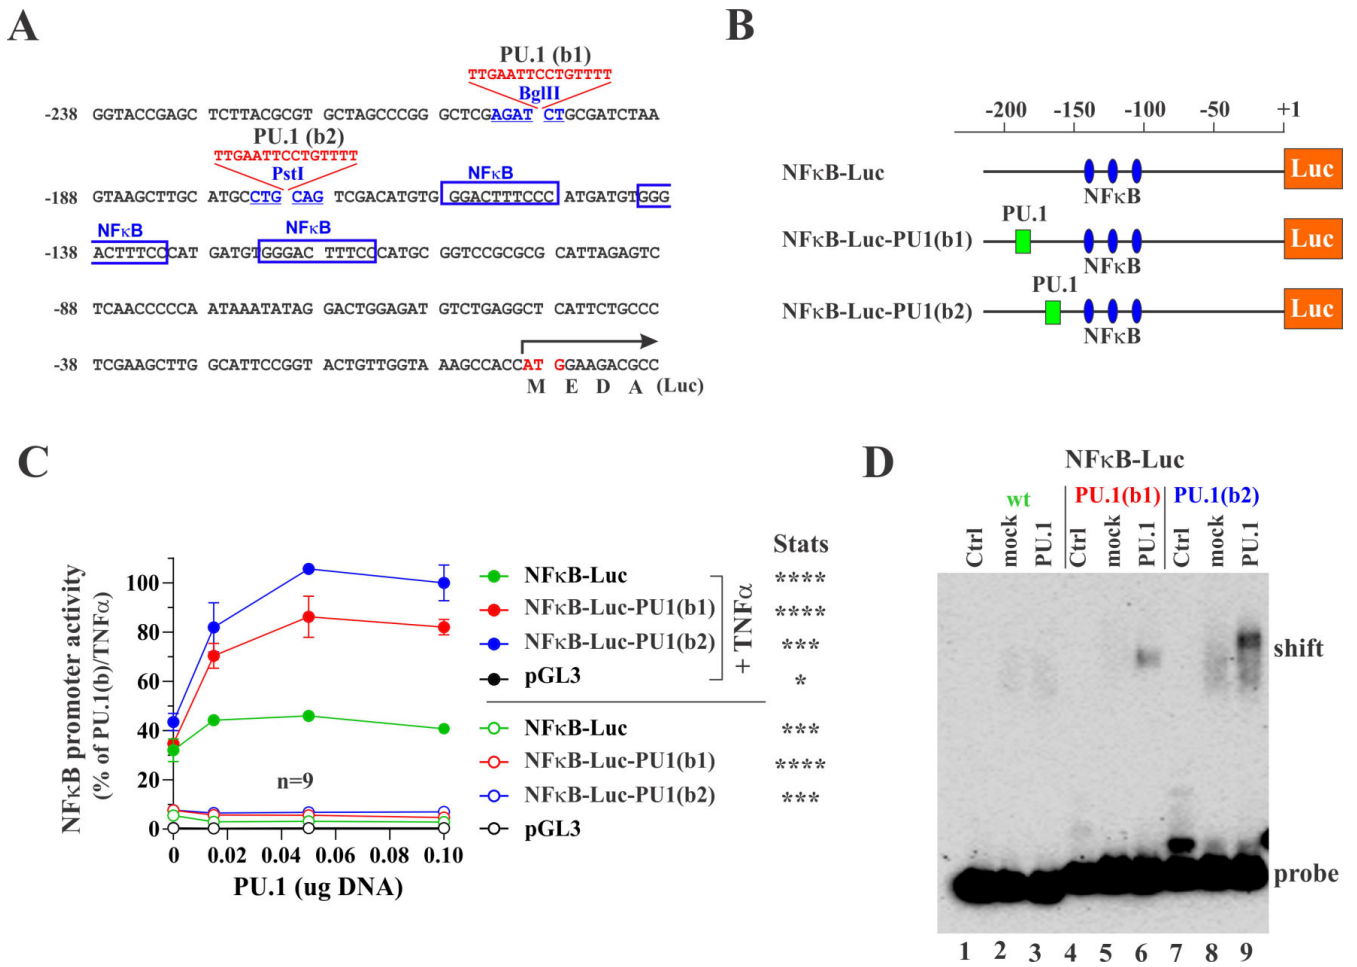 A
PU.1 (b1)
TTGAATTCCTGTTTT
BglII
-238 GGTACCGAGC TCTTACGCGT GCTAGCCCGG GCTCGAGAT CTGCGATCTAA
PU.1 (b2)
TTGAATTCCTGTTTT
PstI
NFκB
-188 GTAAGCTTGC ATGCCTG CAG TCGACATGTG GGACTTTCCC ATGATGTGGG
NFκB NFκB
-138 ACTTTCCCAT GATGTGGGAC TTTCCCATGC GGTCCGCGCG CATTAGAGTC
-88 TCAACCCCCA ATAAATATAG GACTGGAGAT GTCTGAGGCT CATTCTGCCC
-38 TCGAAGCTTG GCATTCCGGT ACTGTTGGTA AAGCCACCAT GGAAGACGCC
M E D A (Luc)
B
-200 -150 -100 -50 +1
NFκB-Luc Luc
NFκB
PU.1
NFκB-Luc-PU1(b1) Luc
NFκB
PU.1
NFκB-Luc-PU1(b2) Luc
NFκB
C
NFκB promoter activity
(% of PU.1(b)/TNFα)
100
80
60
40
20
0
n=9
0 0.02 0.04 0.06 0.08 0.10
PU.1 (ug DNA)
Stats
NFκB-Luc ****
NFκB-Luc-PU1(b1) ****
NFκB-Luc-PU1(b2) ***
pGL3 *
+ TNFα
NFκB-Luc ***
NFκB-Luc-PU1(b1) ****
NFκB-Luc-PU1(b2) ***
pGL3
D
NFκB-Luc
wt PU.1(b1) PU.1(b2)
Ctrl mock PU.1 Ctrl mock PU.1 Ctrl mock PU.1
shift
probe
1 2 3 4 5 6 7 8 9